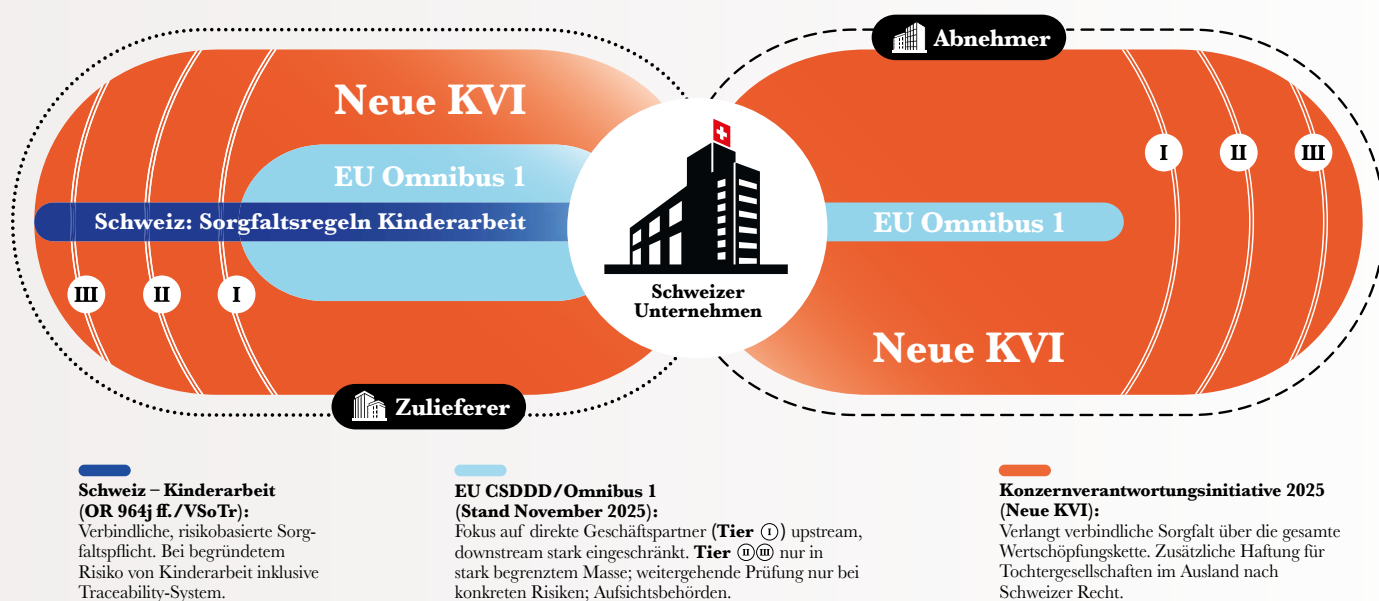 Abnehmer
Neue KVI
EU Omnibus 1
Schweiz: Sorgfaltsregeln Kinderarbeit
III
II
I
Zulieferer
Schweizer
Unternehmen
I
II
III
EU Omnibus 1
Neue KVI
Schweiz – Kinderarbeit
(OR 964j ff./VSoTr):
Verbindliche, risikobasierte Sorg-
faltspflicht. Bei begründetem
Risiko von Kinderarbeit inklusive
Traceability-System.
EU CSDDD/Omnibus 1
(Stand November 2025):
Fokus auf direkte Geschäftspartner (Tier Ⓘ) upstream,
downstream stark eingeschränkt. Tier II III nur in
stark begrenztem Masse; weitergehende Prüfung nur bei
konkreten Risiken; Aufsichtsbehörden.
Konzernverantwortungsinitiative 2025
(Neue KVI):
Verlangt verbindliche Sorgfalt über die gesamte
Wertschöpfungskette. Zusätzliche Haftung für
Tochtergesellschaften im Ausland nach
Schweizer Recht.